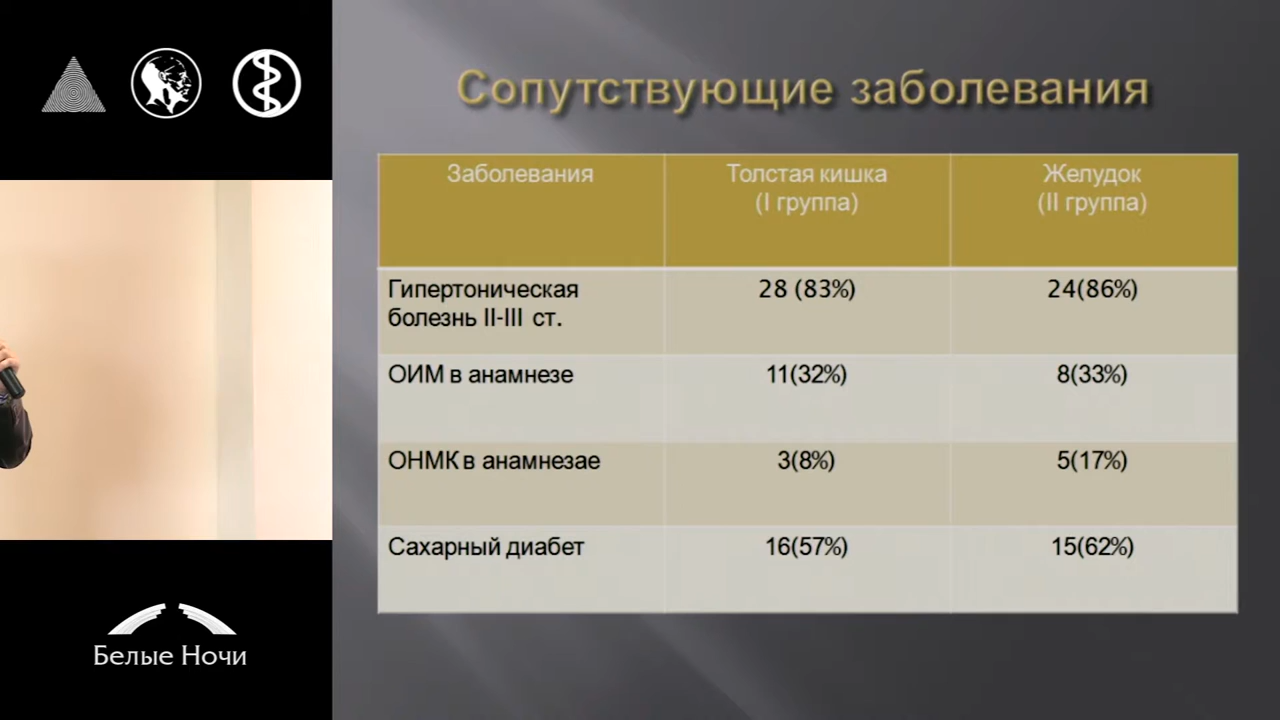 Сопутствующие заболевания
Заболевания
Толстая кишка
(I группа)
Желудок
(II группа)
Гипертоническая
болезнь II-III ст.
28 (83%)
24(86%)
ОИМ в анамнезе
11(32%)
8(33%)
ОНМК в анамнезае
3(8%)
5(17%)
Сахарный диабет
16(57%)
15(62%)
Белые Ночи